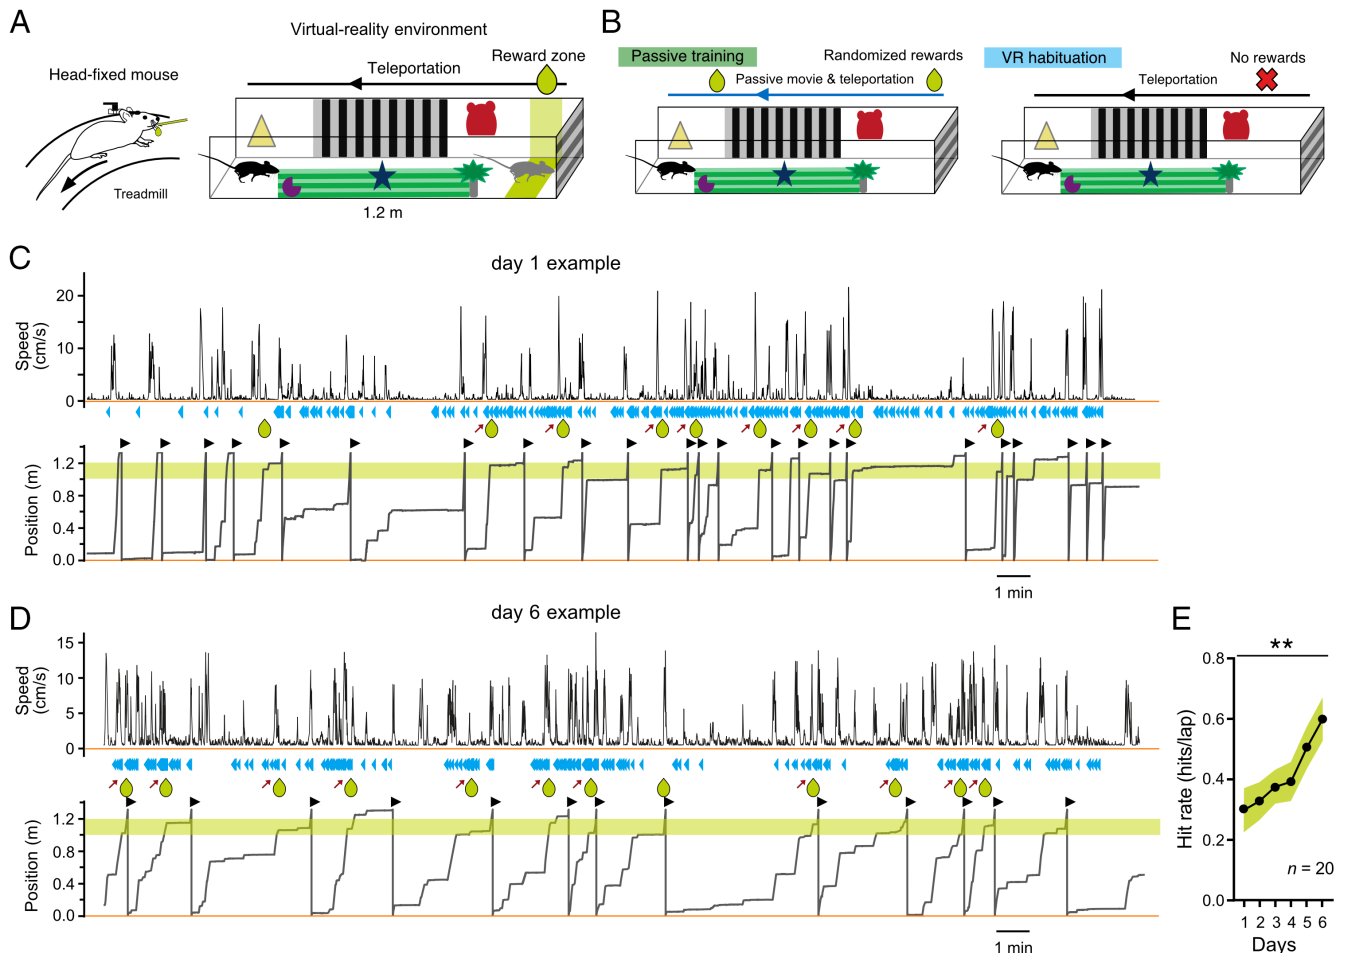 A
Virtual-reality environment
Head-fixed mouse
Teleportation
Reward zone
Treadmill
1.2 m
B
Passive training
Randomized rewards
Passive movie & teleportation
VR habituation
No rewards
Teleportation
C
day 1 example
Speed
(cm/s)
20
10
0
Position (m)
1.2
0.8
0.4
0.0
1 min
D
day 6 example
Speed
(cm/s)
15
10
5
0
Position (m)
1.2
0.8
0.4
0.0
1 min
E
**
Hit rate (hits/lap)
0.8
0.6
0.4
0.2
0.0
n = 20
1 2 3 4 5 6
Days